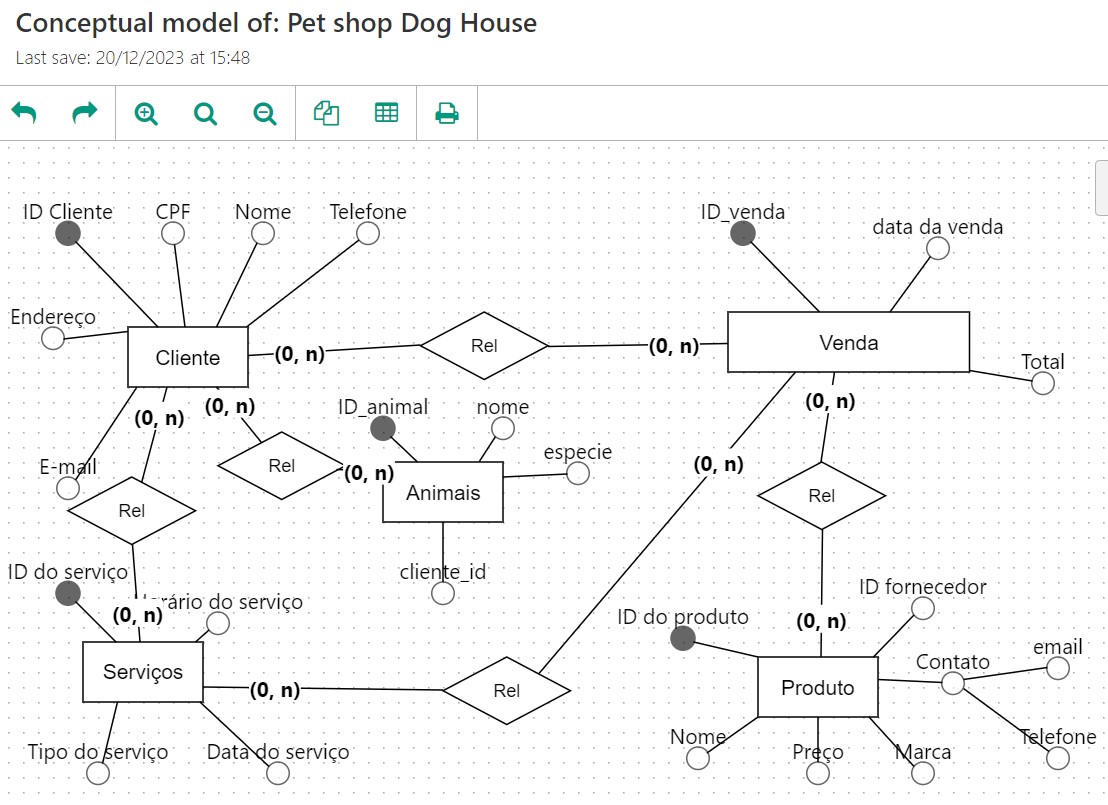 Conceptual model of: Pet shop Dog House
Last save: 20/12/2023 at 15:48
ID Cliente
CPF
Nome
Telefone
ID_venda
data da venda
Endereço
Cliente
(0, n)
Rel
(0, n)
Venda
Total
(0, n)
(0, n)
ID_animal
nome
(0, n)
E-mail
Rel
(0, n)
Animais
especie
(0, n)
Rel
Rel
ID do serviço
cliente_id
(0, n)
do serviço
ID do produto
(0, n)
ID fornecedor
Serviços
(0, n)
Rel
Produto
Contato
email
Tipo do serviço
Data do serviço
Nome
Preço
Marca
Telefone